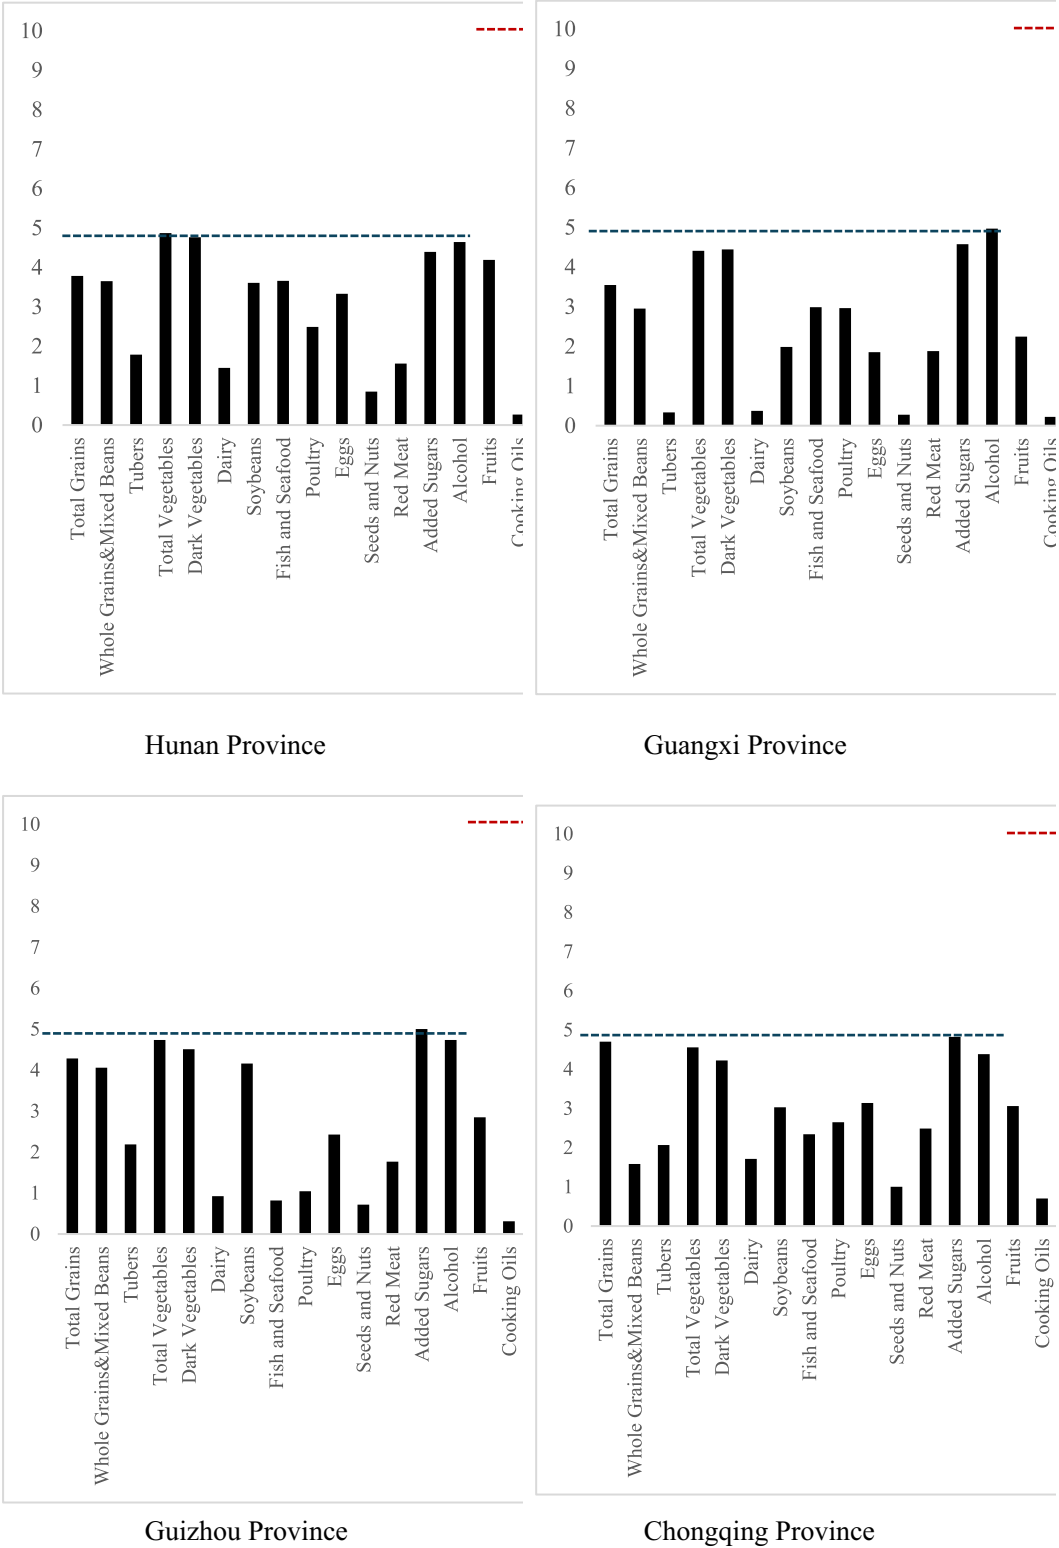 10
9
8
7
6
5
4
3
2
1
0
Total Grains
Whole Grains&Mixed Beans
Tubers
Total Vegetables
Dark Vegetables
Dairy
Soybeans
Fish and Seafood
Poultry
Eggs
Seeds and Nuts
Red Meat
Added Sugars
Alcohol
Fruits
Cooking Oils
Hunan Province
10
9
8
7
6
5
4
3
2
1
0
Total Grains
Whole Grains&Mixed Beans
Tubers
Total Vegetables
Dark Vegetables
Dairy
Soybeans
Fish and Seafood
Poultry
Eggs
Seeds and Nuts
Red Meat
Added Sugars
Alcohol
Fruits
Cooking Oils
Guangxi Province
10
9
8
7
6
5
4
3
2
1
0
Total Grains
Whole Grains&Mixed Beans
Tubers
Total Vegetables
Dark Vegetables
Dairy
Soybeans
Fish and Seafood
Poultry
Eggs
Seeds and Nuts
Red Meat
Added Sugars
Alcohol
Fruits
Cooking Oils
Guizhou Province
10
9
8
7
6
5
4
3
2
1
0
Total Grains
Whole Grains&Mixed Beans
Tubers
Total Vegetables
Dark Vegetables
Dairy
Soybeans
Fish and Seafood
Poultry
Eggs
Seeds and Nuts
Red Meat
Added Sugars
Alcohol
Fruits
Cooking Oils
Chongqing Province